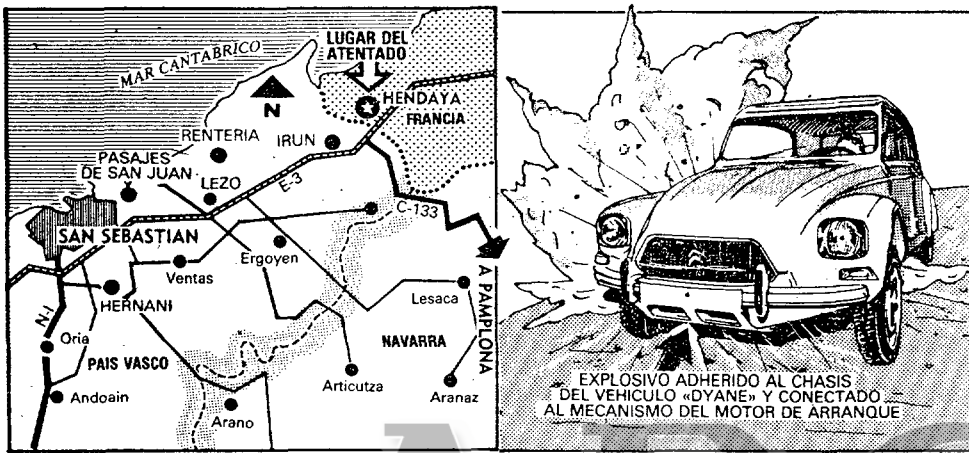 MAR CANTABRICO
LUGAR DEL
ATENTADO
N
HENDAYA
FRANCIA
RENTERIA
IRUN
PASAJES
DE SAN JUAN
LEZO
E-3
C-133
SAN SEBASTIAN
Ventas
Ergoyen
A PAMPLONA
HERNANI
Lesaca
N-I
Oria
PAIS VASCO
NAVARRA
Articutza
Aranaz
Andoain
Arano
EXPLOSIVO ADHERIDO AL CHASIS
DEL VEHICULO «DYANE» Y CONECTADO
AL MECANISMO DEL MOTOR DE ARRANQUE